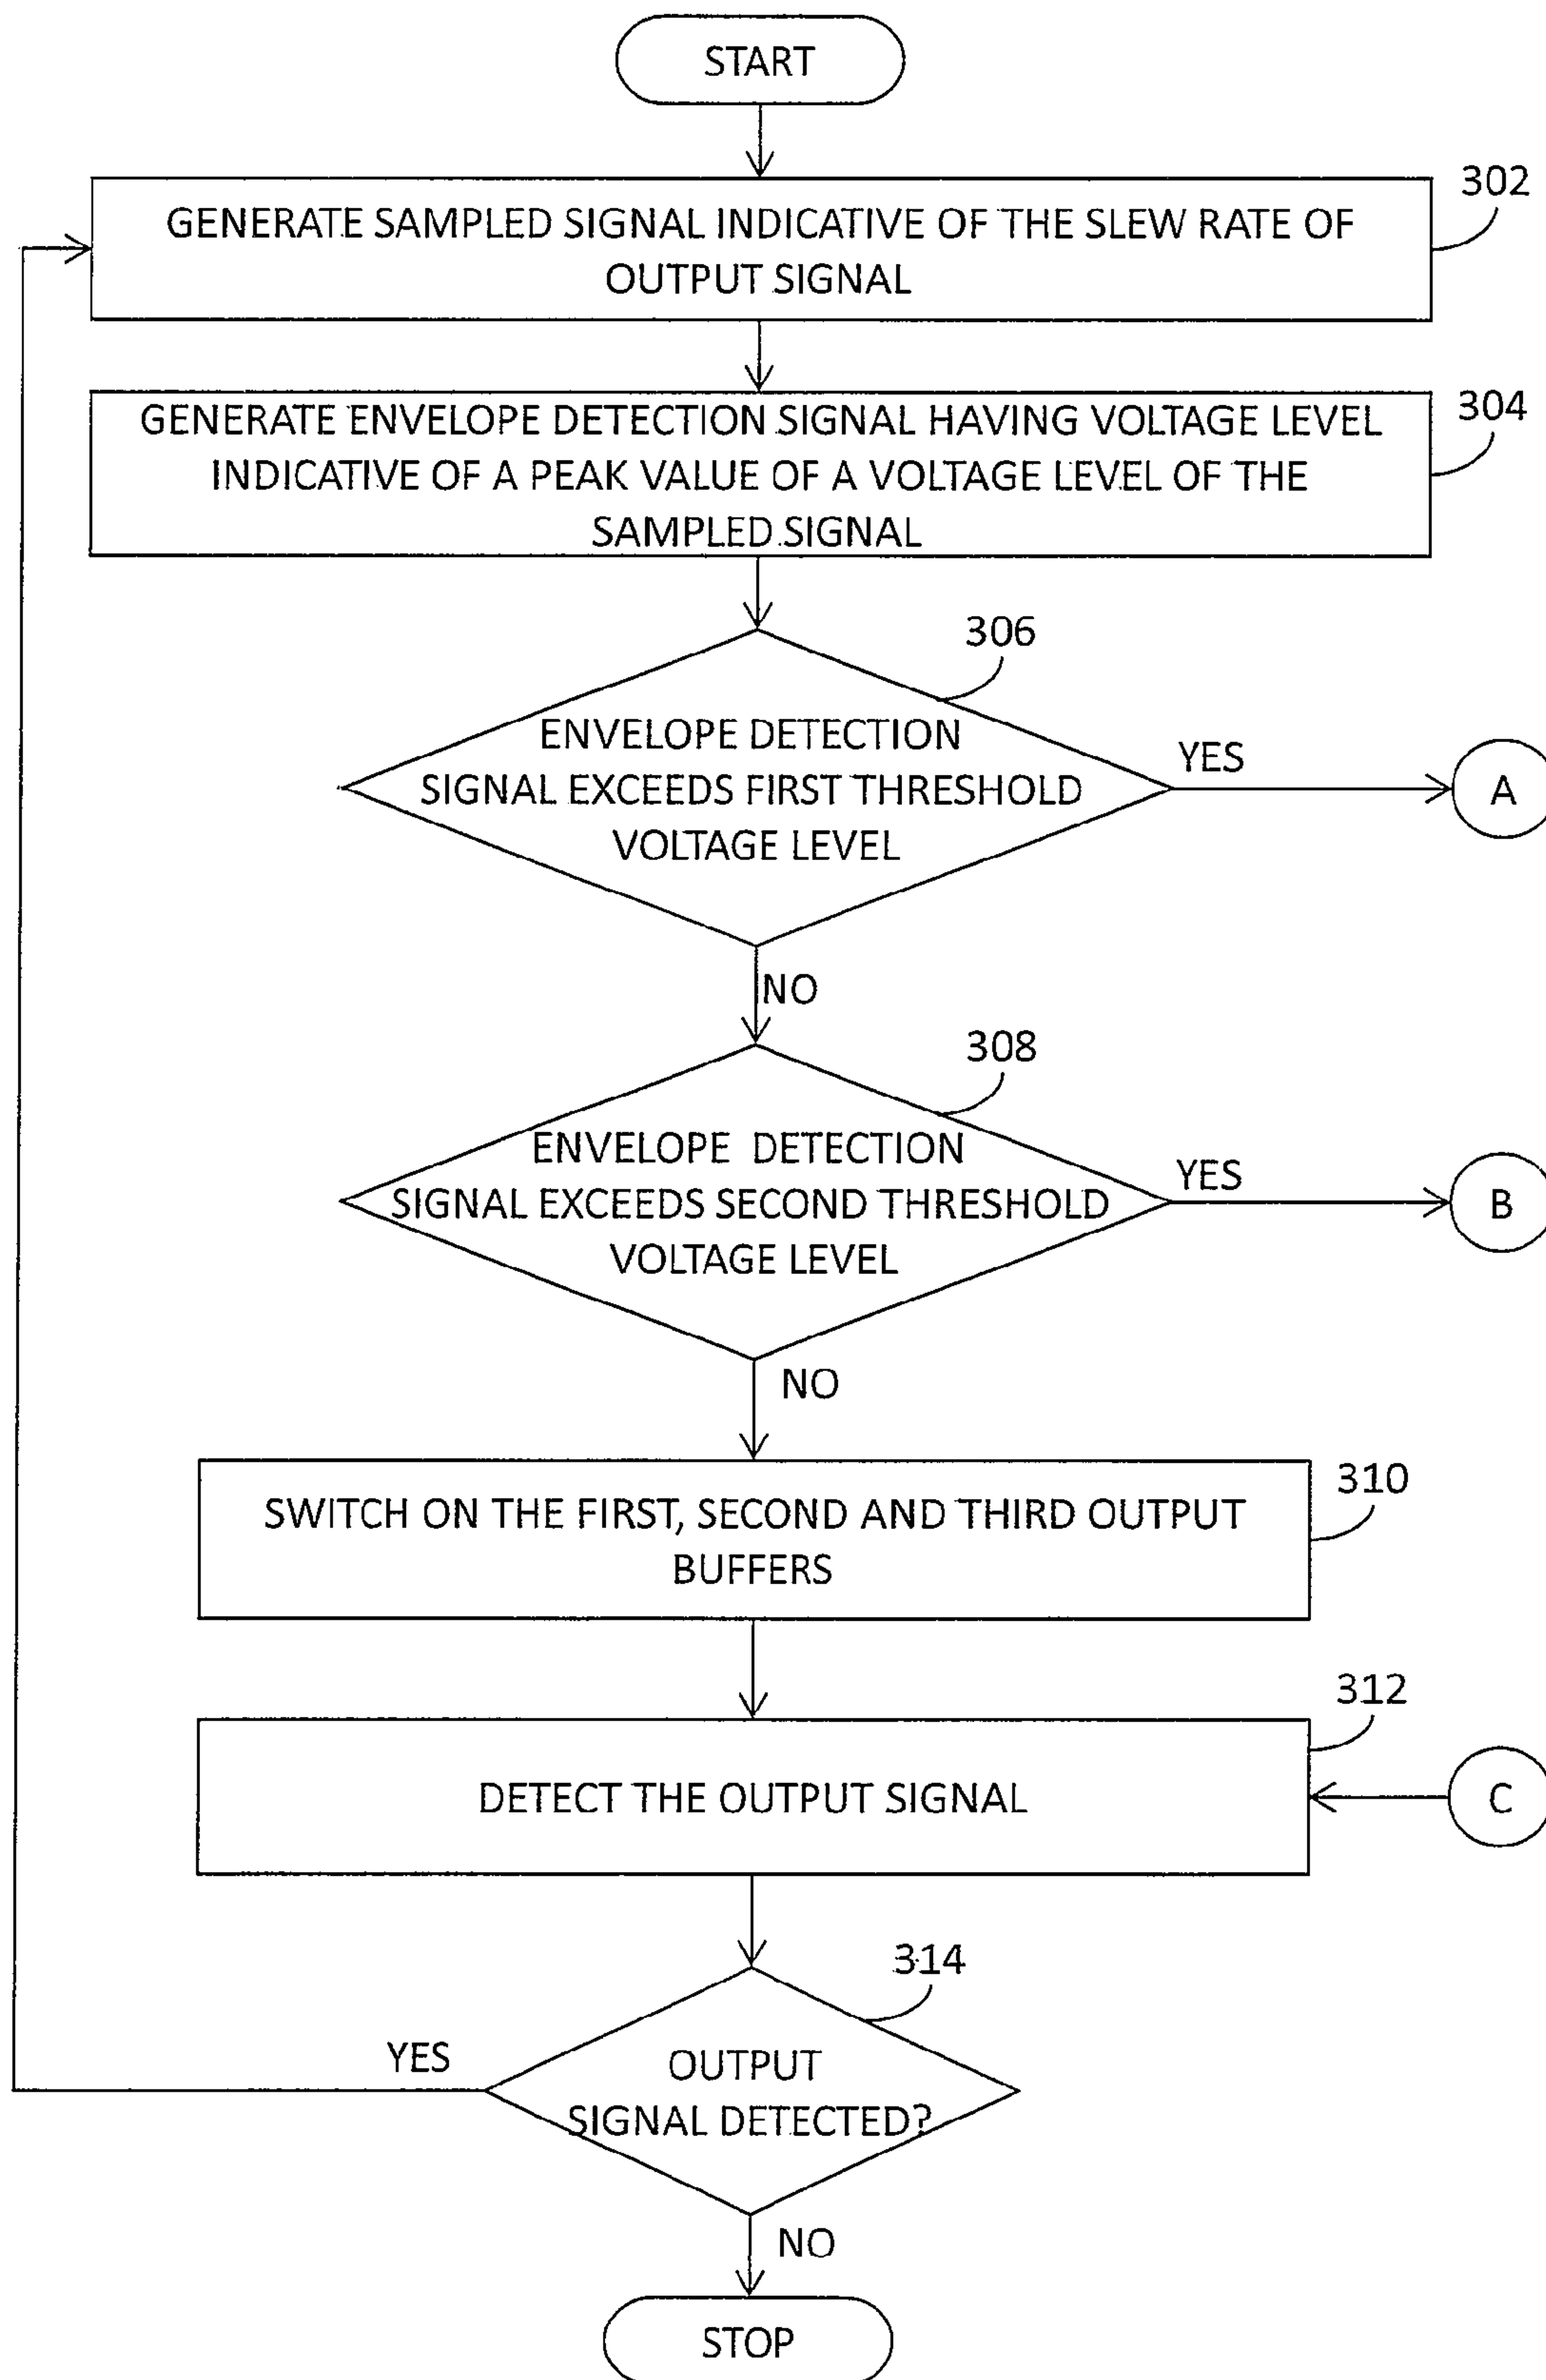 START
302
GENERATE SAMPLED SIGNAL INDICATIVE OF THE SLEW RATE OF
OUTPUT SIGNAL
304
GENERATE ENVELOPE DETECTION SIGNAL HAVING VOLTAGE LEVEL
INDICATIVE OF A PEAK VALUE OF A VOLTAGE LEVEL OF THE
SAMPLED SIGNAL
306
ENVELOPE DETECTION
SIGNAL EXCEEDS FIRST THRESHOLD
VOLTAGE LEVEL
YES
A
NO
308
ENVELOPE DETECTION
SIGNAL EXCEEDS SECOND THRESHOLD
VOLTAGE LEVEL
YES
B
NO
310
SWITCH ON THE FIRST, SECOND AND THIRD OUTPUT
BUFFERS
312
DETECT THE OUTPUT SIGNAL
C
314
YES
OUTPUT
SIGNAL DETECTED?
NO
STOP